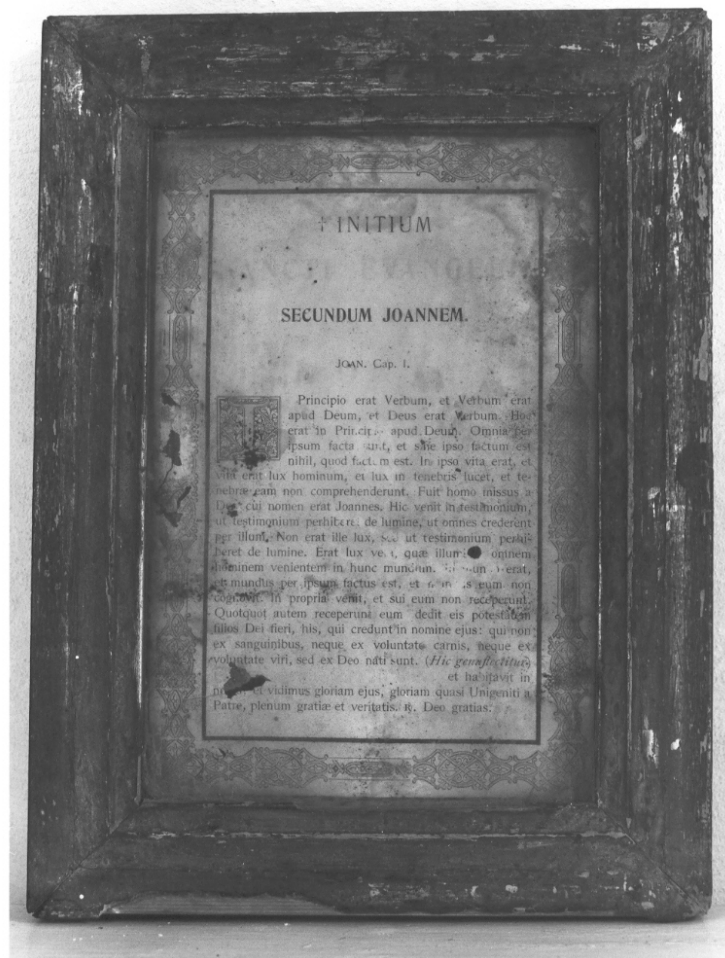 ✝ INITIUM
SANCTI EVANGELII
SECUNDUM JOANNEM.
JOAN. Cap. I.
Principio erat Verbum, et Verbum erat
apud Deum, et Deus erat Verbum. Hoc
erat in apud Deum. Omnia per
ipsum facta et sine ipso factum est
nihil, quod factum est. In ipso vita erat, et
vita erat lux hominum, et lux in tenebris lucet, et te-
nebræ eam non comprehenderunt. Fuit homo missus a
cui nomen erat Joannes. Hic venit in testimonium,
ut testimonium perhiberet de lumine, ut omnes crederent
per illum. Non erat ille lux, sed ut testimonium perhi-
beret de lumine. Erat lux quæ omnem
hominem venientem in hunc mundum. erat,
et mundus per ipsum factus est, et eum non
cognovit. In propria venit, et sui eum non receperunt.
Quotquot autem receperunt eum dedit eis potestatem
filios Dei fieri, his, qui credunt in nomine ejus: qui non
ex sanguinibus, neque ex voluntate carnis, neque ex
voluntate viri, sed ex Deo nati sunt. (Hic genuflectitur)
et habitavit in
vidimus gloriam ejus, gloriam quasi Unigeniti a
Patre, plenum gratiæ et veritatis. ℟. Deo gratias.